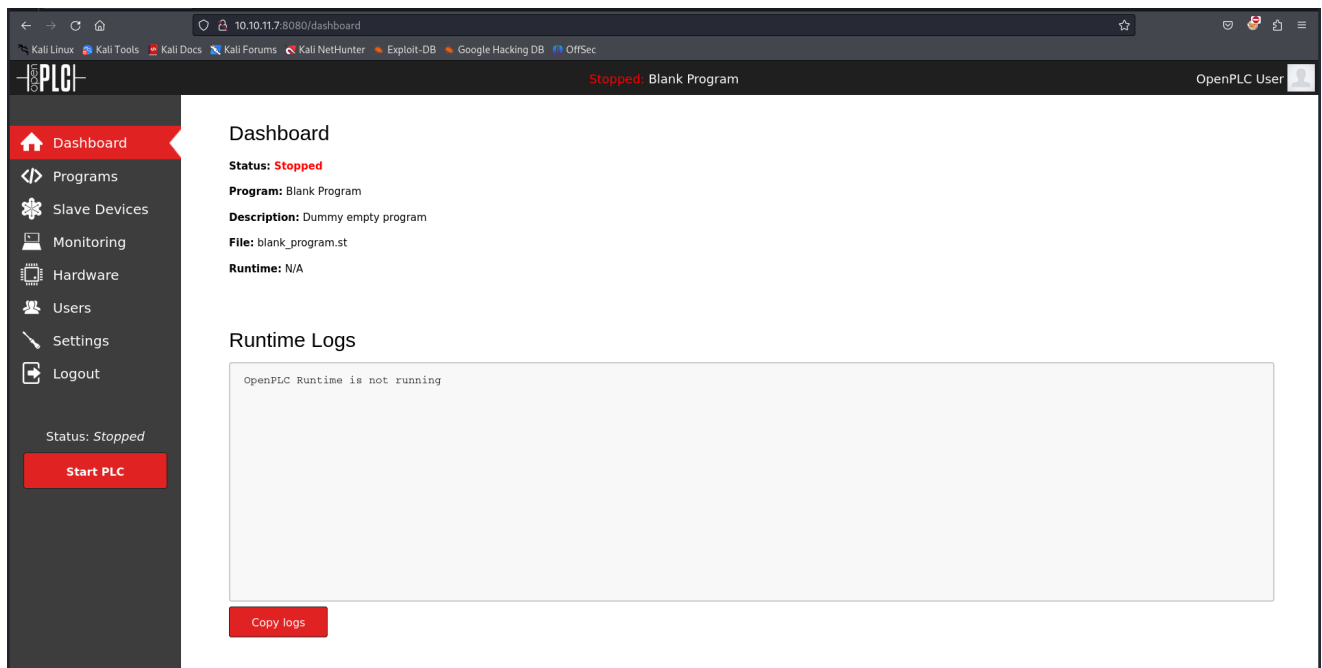 10.10.11.7:8080/dashboard
Kali Linux Kali Tools Kali Docs Kali Forums Kali NetHunter Exploit-DB Google Hacking DB OffSec
open PLC Stopped: Blank Program OpenPLC User
Dashboard
Programs
Slave Devices
Monitoring
Hardware
Users
Settings
Logout
Status: Stopped
Start PLC
Dashboard
Status: Stopped
Program: Blank Program
Description: Dummy empty program
File: blank_program.st
Runtime: N/A
Runtime Logs
OpenPLC Runtime is not running
Copy logs